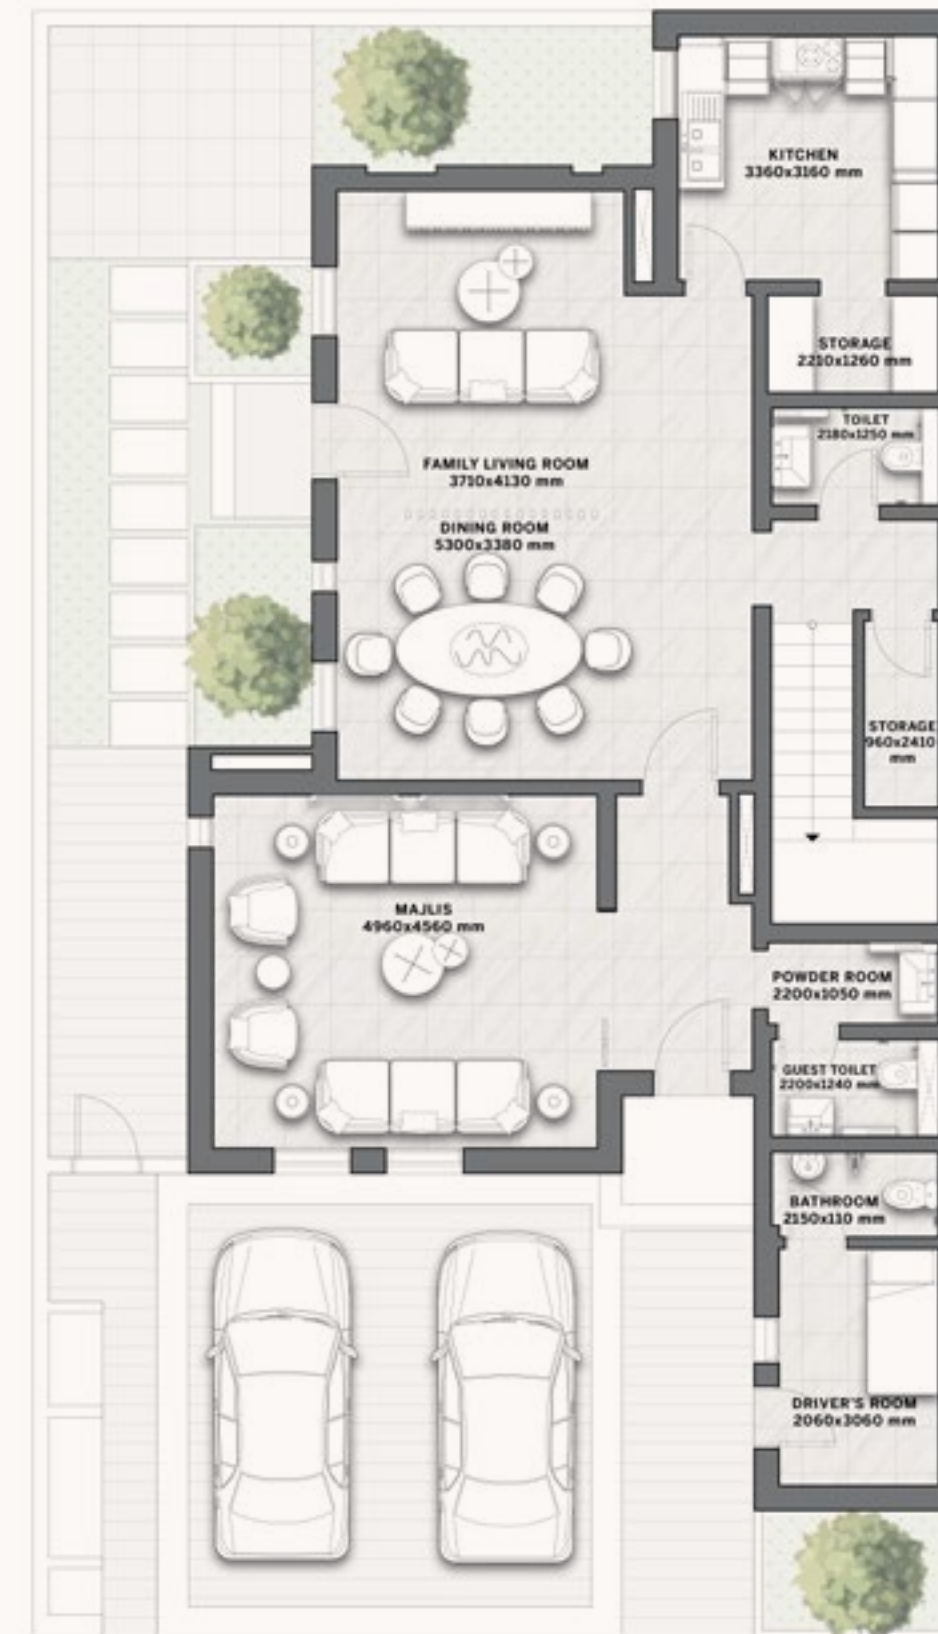 KITCHEN
3360x3160 mm
STORAGE
2210x1260 mm
TOILET
2180x1250 mm
FAMILY LIVING ROOM
3710x4130 mm
DINING ROOM
5300x3380 mm
STORAGE
960x2410
mm
MAJLIS
4960x4560 mm
POWDER ROOM
2200x1050 mm
GUEST TOILET
2200x1240 mm
BATHROOM
2150x110 mm
DRIVER'S ROOM
2060x3060 mm